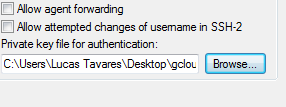 Allow agent forwarding
Allow attempted changes of username in SSH-2
Private key file for authentication:
C:\Users\Lucas Tavares\Desktop\gclou
Browse...